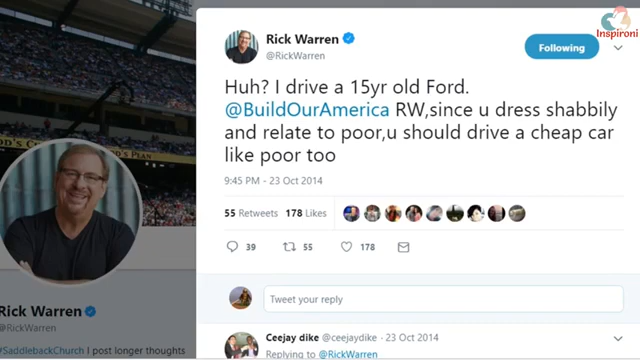 Inspironi
Rick Warren
@RickWarren
Following
Huh? I drive a 15yr old Ford.
@BuildOurAmerica RW,since u dress shabbily
and relate to poor,u should drive a cheap car
like poor too
9:45 PM - 23 Oct 2014
55 Retweets 178 Likes
39 55 178
Tweet your reply
Ceejay dike @ceejaydike · 23 Oct 2014
Replying to @RickWarren
Rick Warren
@RickWarren
#SaddlebackChurch I post longer thoughts